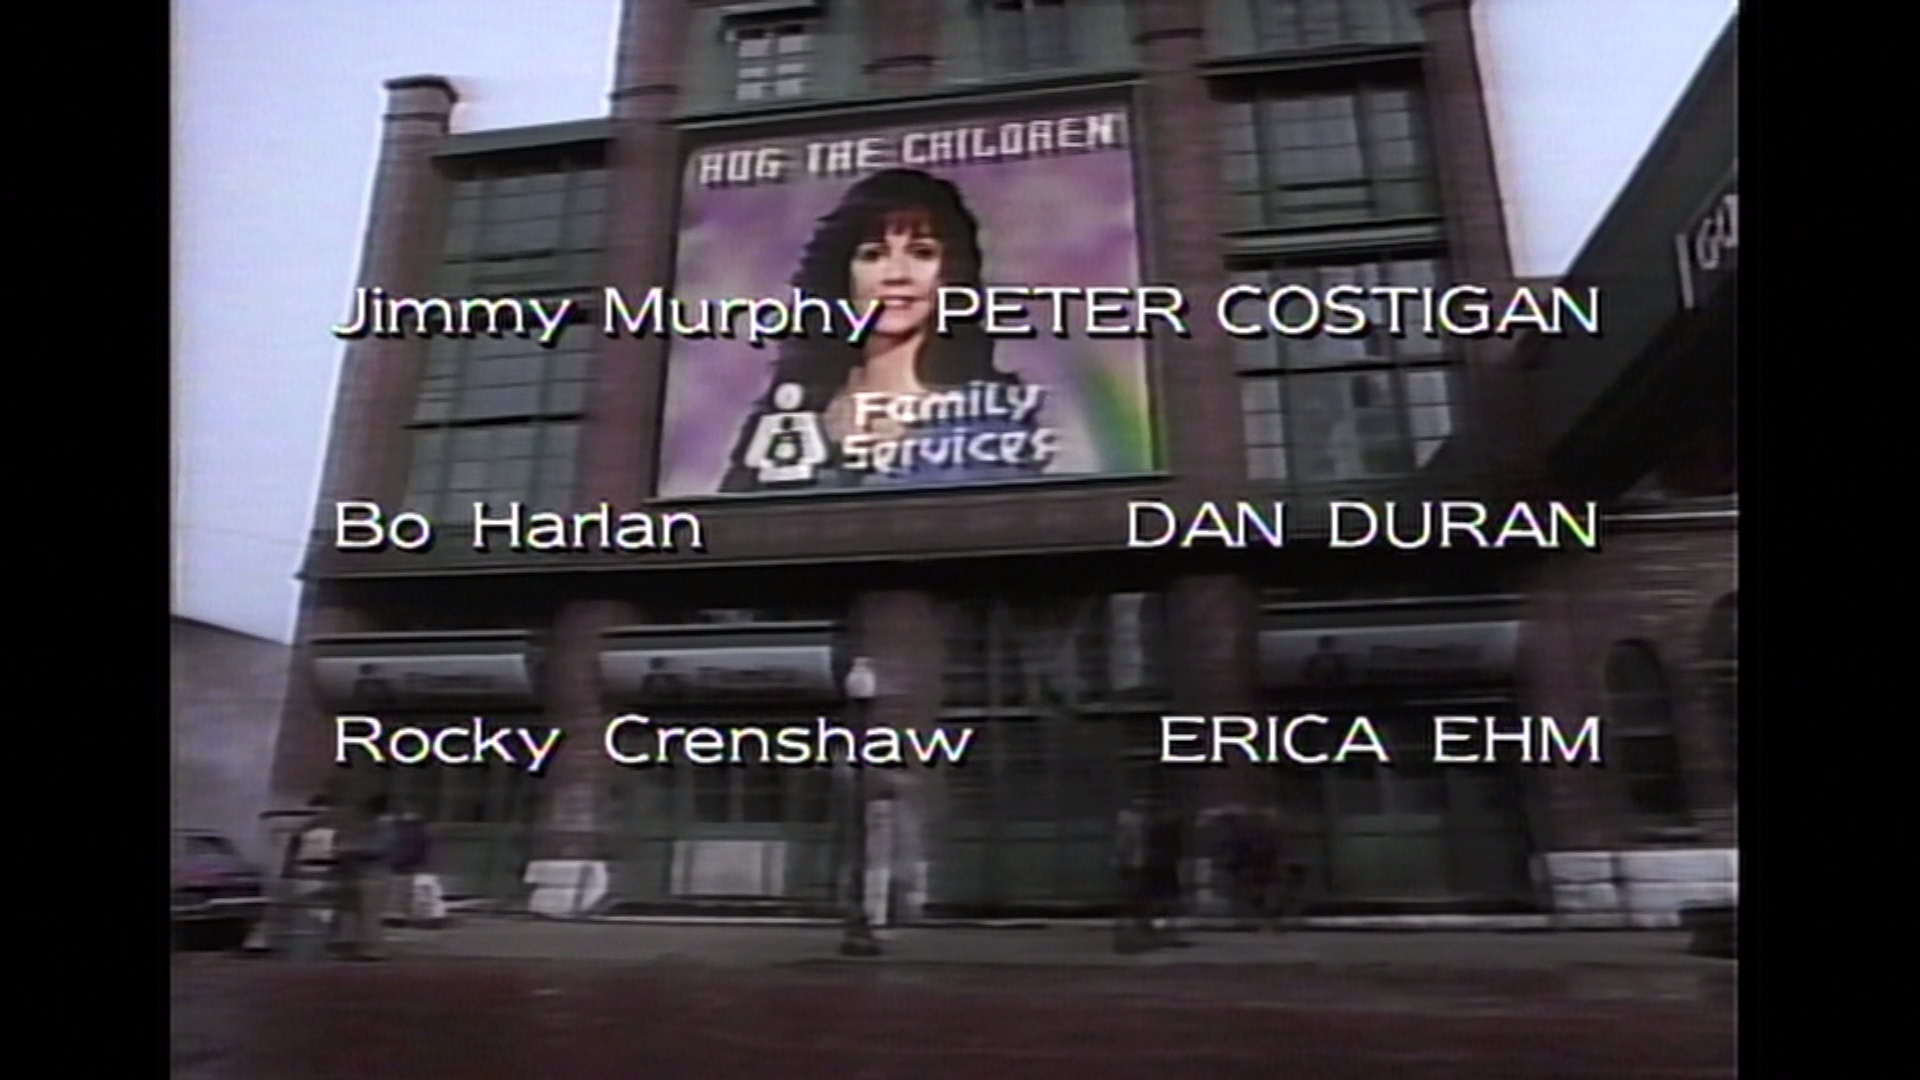 HUG THE CHILDREN
Jimmy Murphy PETER COSTIGAN
Family
Services
Bo Harlan DAN DURAN
Rocky Crenshaw ERICA EHM